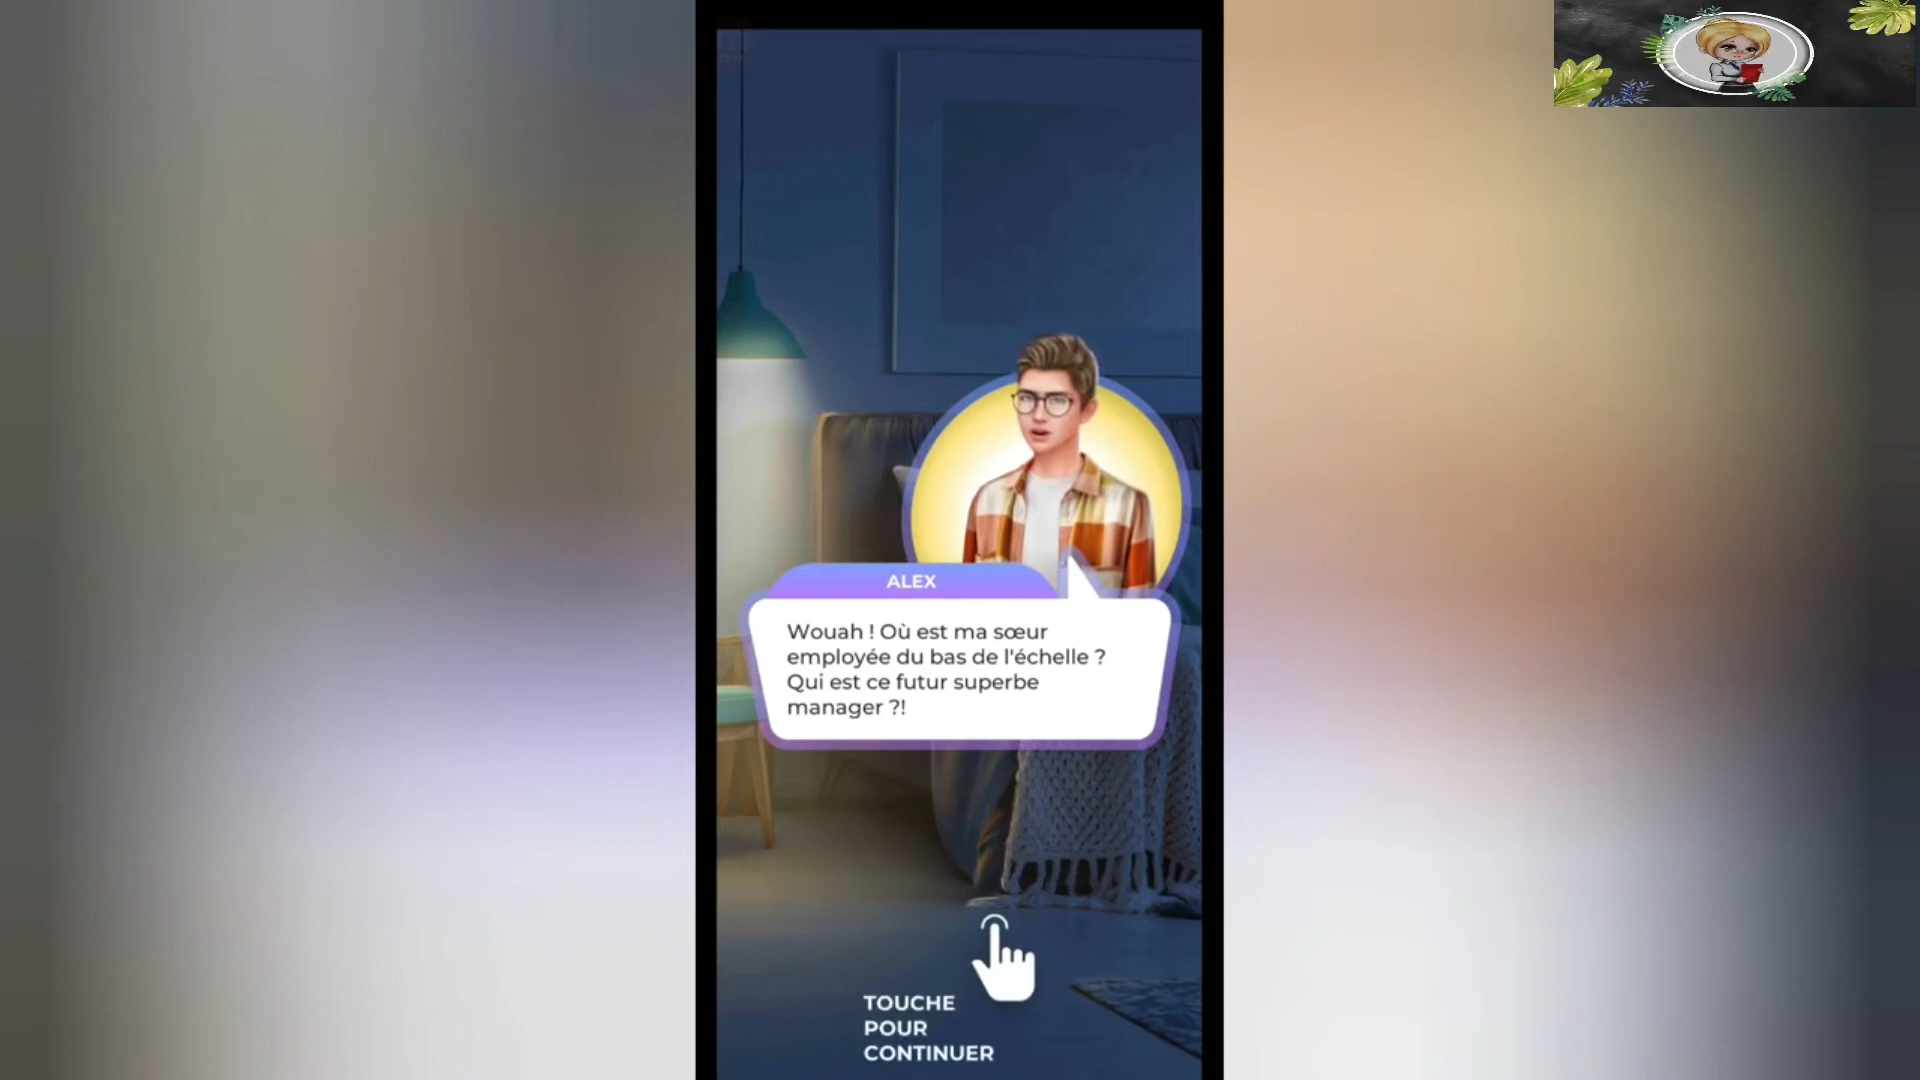 ALEX
Wouah ! Où est ma sœur
employée du bas de l'échelle ?
Qui est ce futur superbe
manager ?!
TOUCHE
POUR
CONTINUER